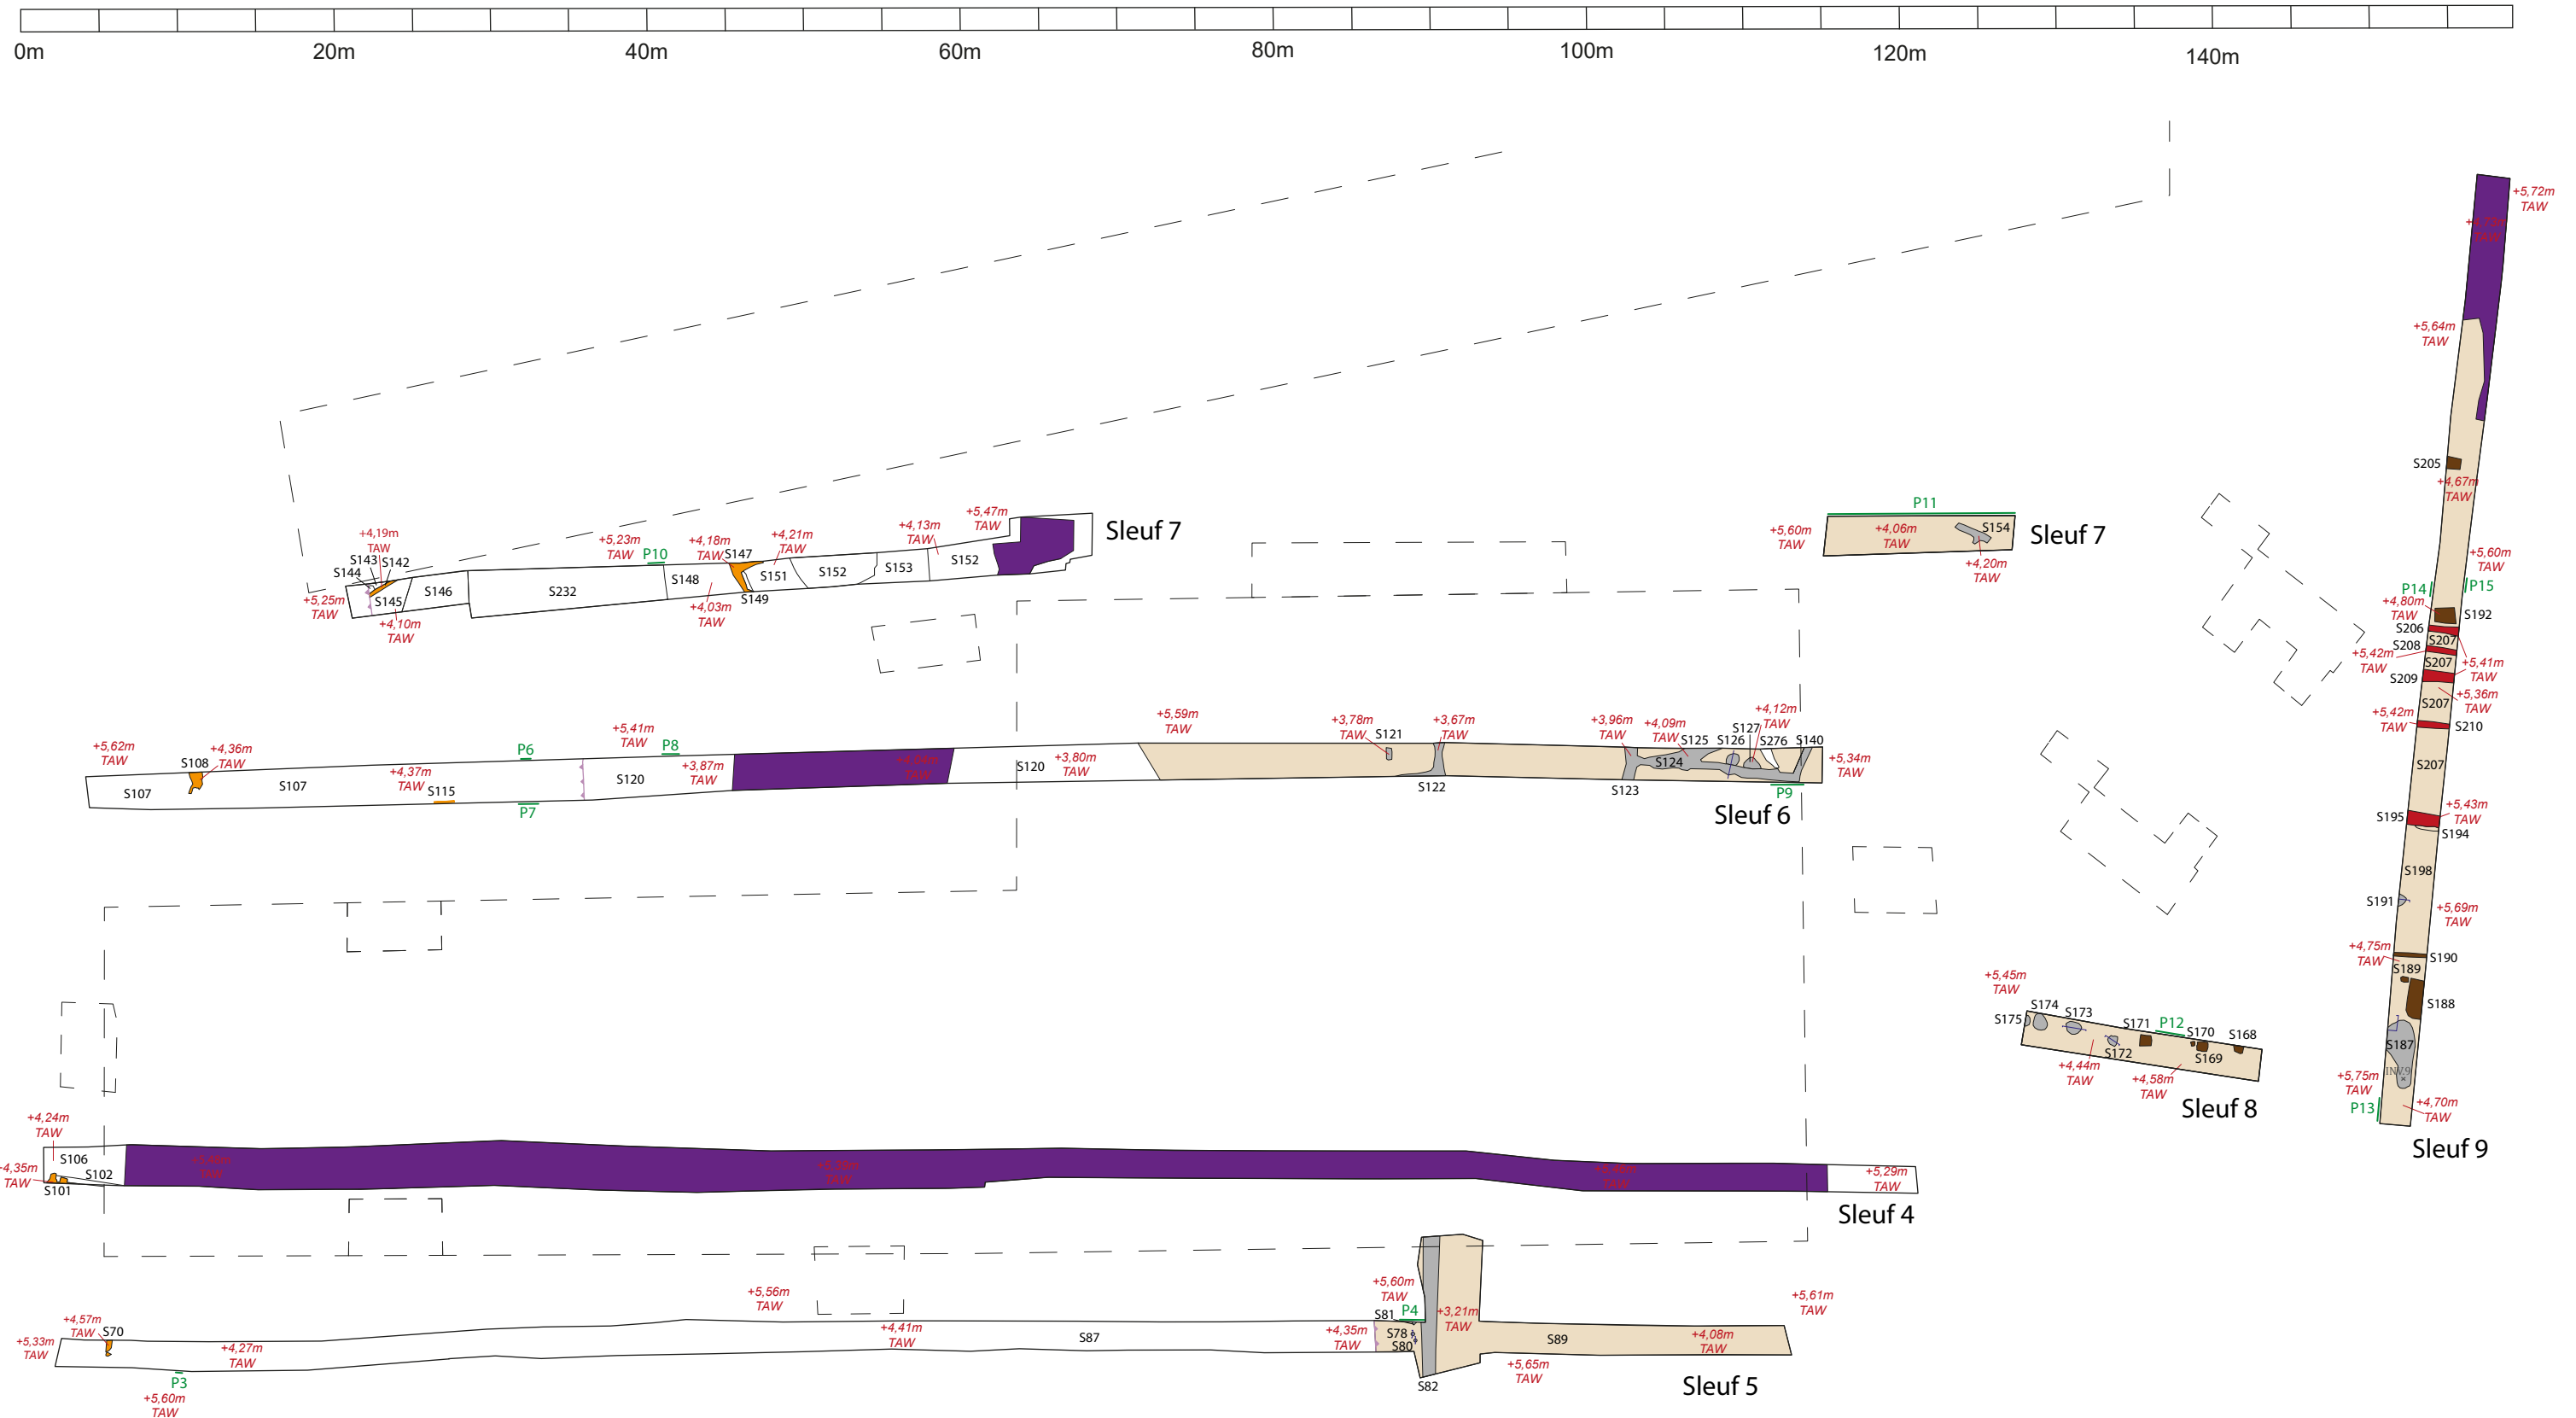 0m 20m 40m 60m 80m 100m 120m 140m
+5,72m
TAW
+5,64m
TAW
S205
+4,67m
TAW
P11
+5,60m
TAW
+4,06m
TAW
S154
+4,20m
TAW
Sleuf 7
+4,19m
TAW
S143
S142
S144
S145
S146
+5,25m
TAW
+4,10m
TAW
S232
+5,23m
TAW
P10
S148
+4,18m
TAW
S147
+4,21m
TAW
S151
S149
+4,03m
TAW
S152
S153
+4,13m
TAW
S152
+5,47m
TAW
Sleuf 7
+5,60m
TAW
P14
P15
+4,80m
TAW
S192
S206
S207
S208
+5,42m
TAW
S207
+5,41m
TAW
S209
+5,36m
TAW
S207
+5,42m
TAW
S210
S207
+5,43m
TAW
S195
S194
S198
S191
+5,69m
TAW
+4,75m
TAW
S190
S189
S188
S187
INV.9
+5,75m
TAW
P13
+4,70m
TAW
Sleuf 9
+5,62m
TAW
S108
+4,36m
TAW
S107
S107
+4,37m
TAW
S115
P6
P7
+5,41m
TAW
P8
S120
+3,87m
TAW
S120
+3,80m
TAW
+5,59m
TAW
+3,78m
TAW
S121
+3,67m
TAW
S122
+3,96m
TAW
+4,09m
TAW
S125
S126
S127
+4,12m
TAW
S276
S140
S124
S123
P9
+5,34m
TAW
Sleuf 6
+5,45m
TAW
S174
S175
S173
S171
P12
S170
S168
S172
S169
+4,44m
TAW
+4,58m
TAW
Sleuf 8
+4,24m
TAW
S106
S102
+4,35m
TAW
S101
+5,29m
TAW
Sleuf 4
+4,57m
TAW
S70
+5,33m
TAW
+4,27m
TAW
P3
+5,60m
TAW
+5,56m
TAW
+4,41m
TAW
S87
+5,60m
TAW
S81
P4
+4,35m
TAW
S78
S80
+3,21m
TAW
S82
S89
+5,65m
TAW
+4,08m
TAW
+5,61m
TAW
Sleuf 5